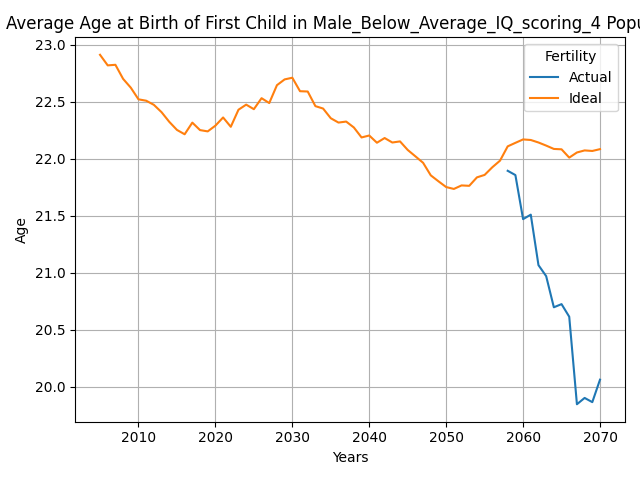 Average Age at Birth of First Child in Male_Below_Average_IQ_scoring_4 Popu
Fertility
Actual
Ideal
23.0
22.5
22.0
21.5
21.0
20.5
20.0
Age
2010 2020 2030 2040 2050 2060 2070
Years